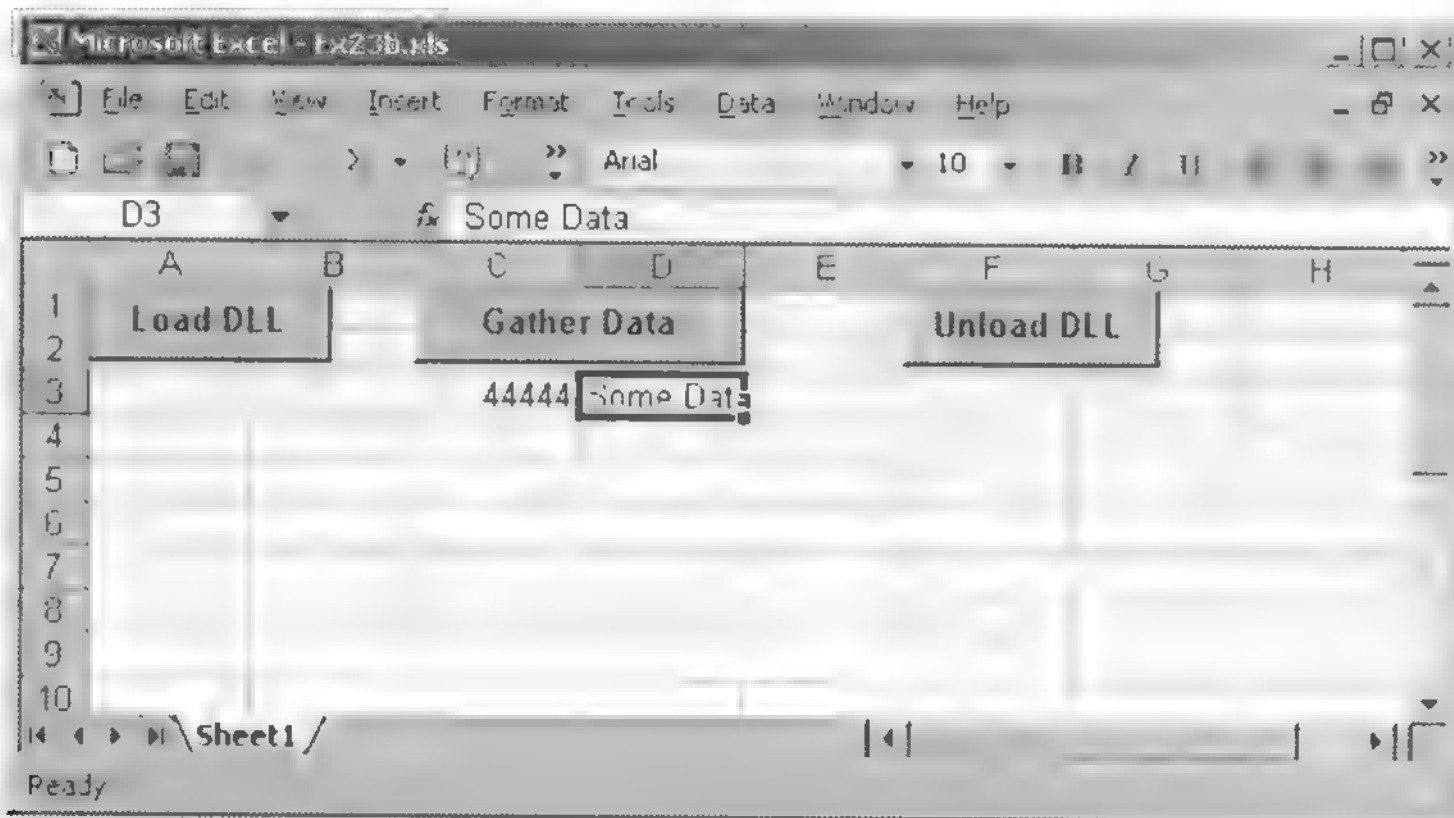 Microsoft Excel - Ex23b.xls
File Edit View Insert Format Tools Data Window Help
Arial 10 B I U
D3 fx Some Data
A B C D E F G H
1 Load DLL Gather Data Unload DLL
2
3 44444 Some Data
4
5
6
7
8
9
10
Sheet1
Ready